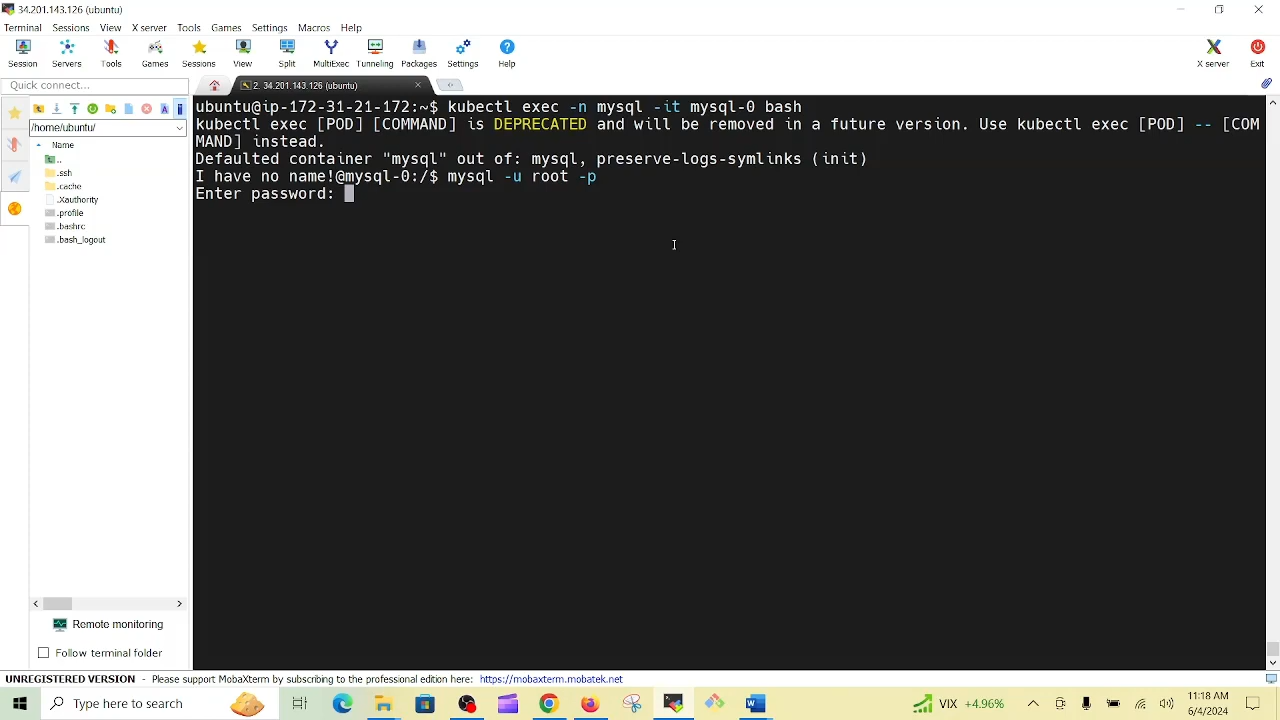 34.201.143.126 (ubuntu)
Terminal Sessions View X server Tools Games Settings Macros Help
Session Servers Tools Games Sessions View Split MultiExec Tunneling Packages Settings Help X server Exit
Quick connect...
2. 34.201.143.126 (ubuntu)
/home/ubuntu/
Name
..
.ssh
.cache
.Xauthority
.profile
.bashrc
.bash_logout
ubuntu@ip-172-31-21-172:~$ kubectl exec -n mysql -it mysql-0 bash
kubectl exec [POD] [COMMAND] is DEPRECATED and will be removed in a future version. Use kubectl exec [POD] -- [COM
MAND] instead.
Defaulted container "mysql" out of: mysql, preserve-logs-symlinks (init)
I have no name!@mysql-0:/$ mysql -u root -p
Enter password:
Remote monitoring
Follow terminal folder
UNREGISTERED VERSION - Please support MobaXterm by subscribing to the professional edition here: https://mobaxterm.mobatek.net
Type here to search
VIX +4.96%
11:18 AM
6/4/2024